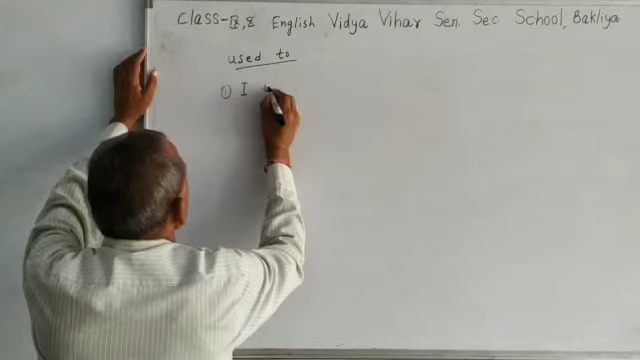 Class-IX,X English Vidya Vihar Sen. Sec. School, Bakliya
used to
① I